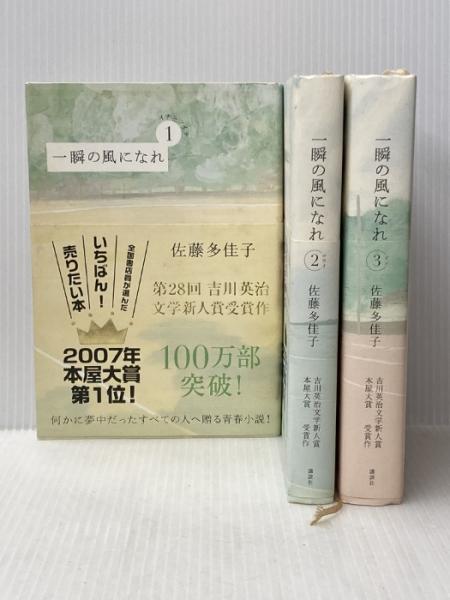 イチニツイテ
1
一瞬の風になれ
全国書店員が選んだ
いちばん!
売りたい本
2007年
本屋大賞
第1位!
佐藤多佳子
第28回 吉川英治
文学新人賞受賞作
100万部
突破!
何かに夢中だったすべての人へ贈る青春小説!
一瞬の風になれ
2
ヨウイ
佐藤多佳子
吉川英治文学新人賞
本屋大賞 受賞作
講談社
一瞬の風になれ
3
ドン
佐藤多佳子
吉川英治文学新人賞
本屋大賞 受賞作
講談社